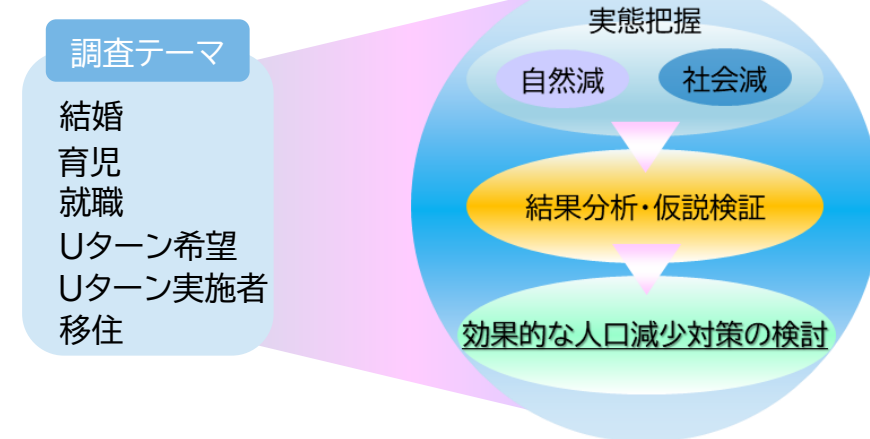 調査テーマ
結婚
育児
就職
Uターン希望
Uターン実施者
移住
実態把握
自然減
社会減
結果分析・仮説検証
効果的な人口減少対策の検討